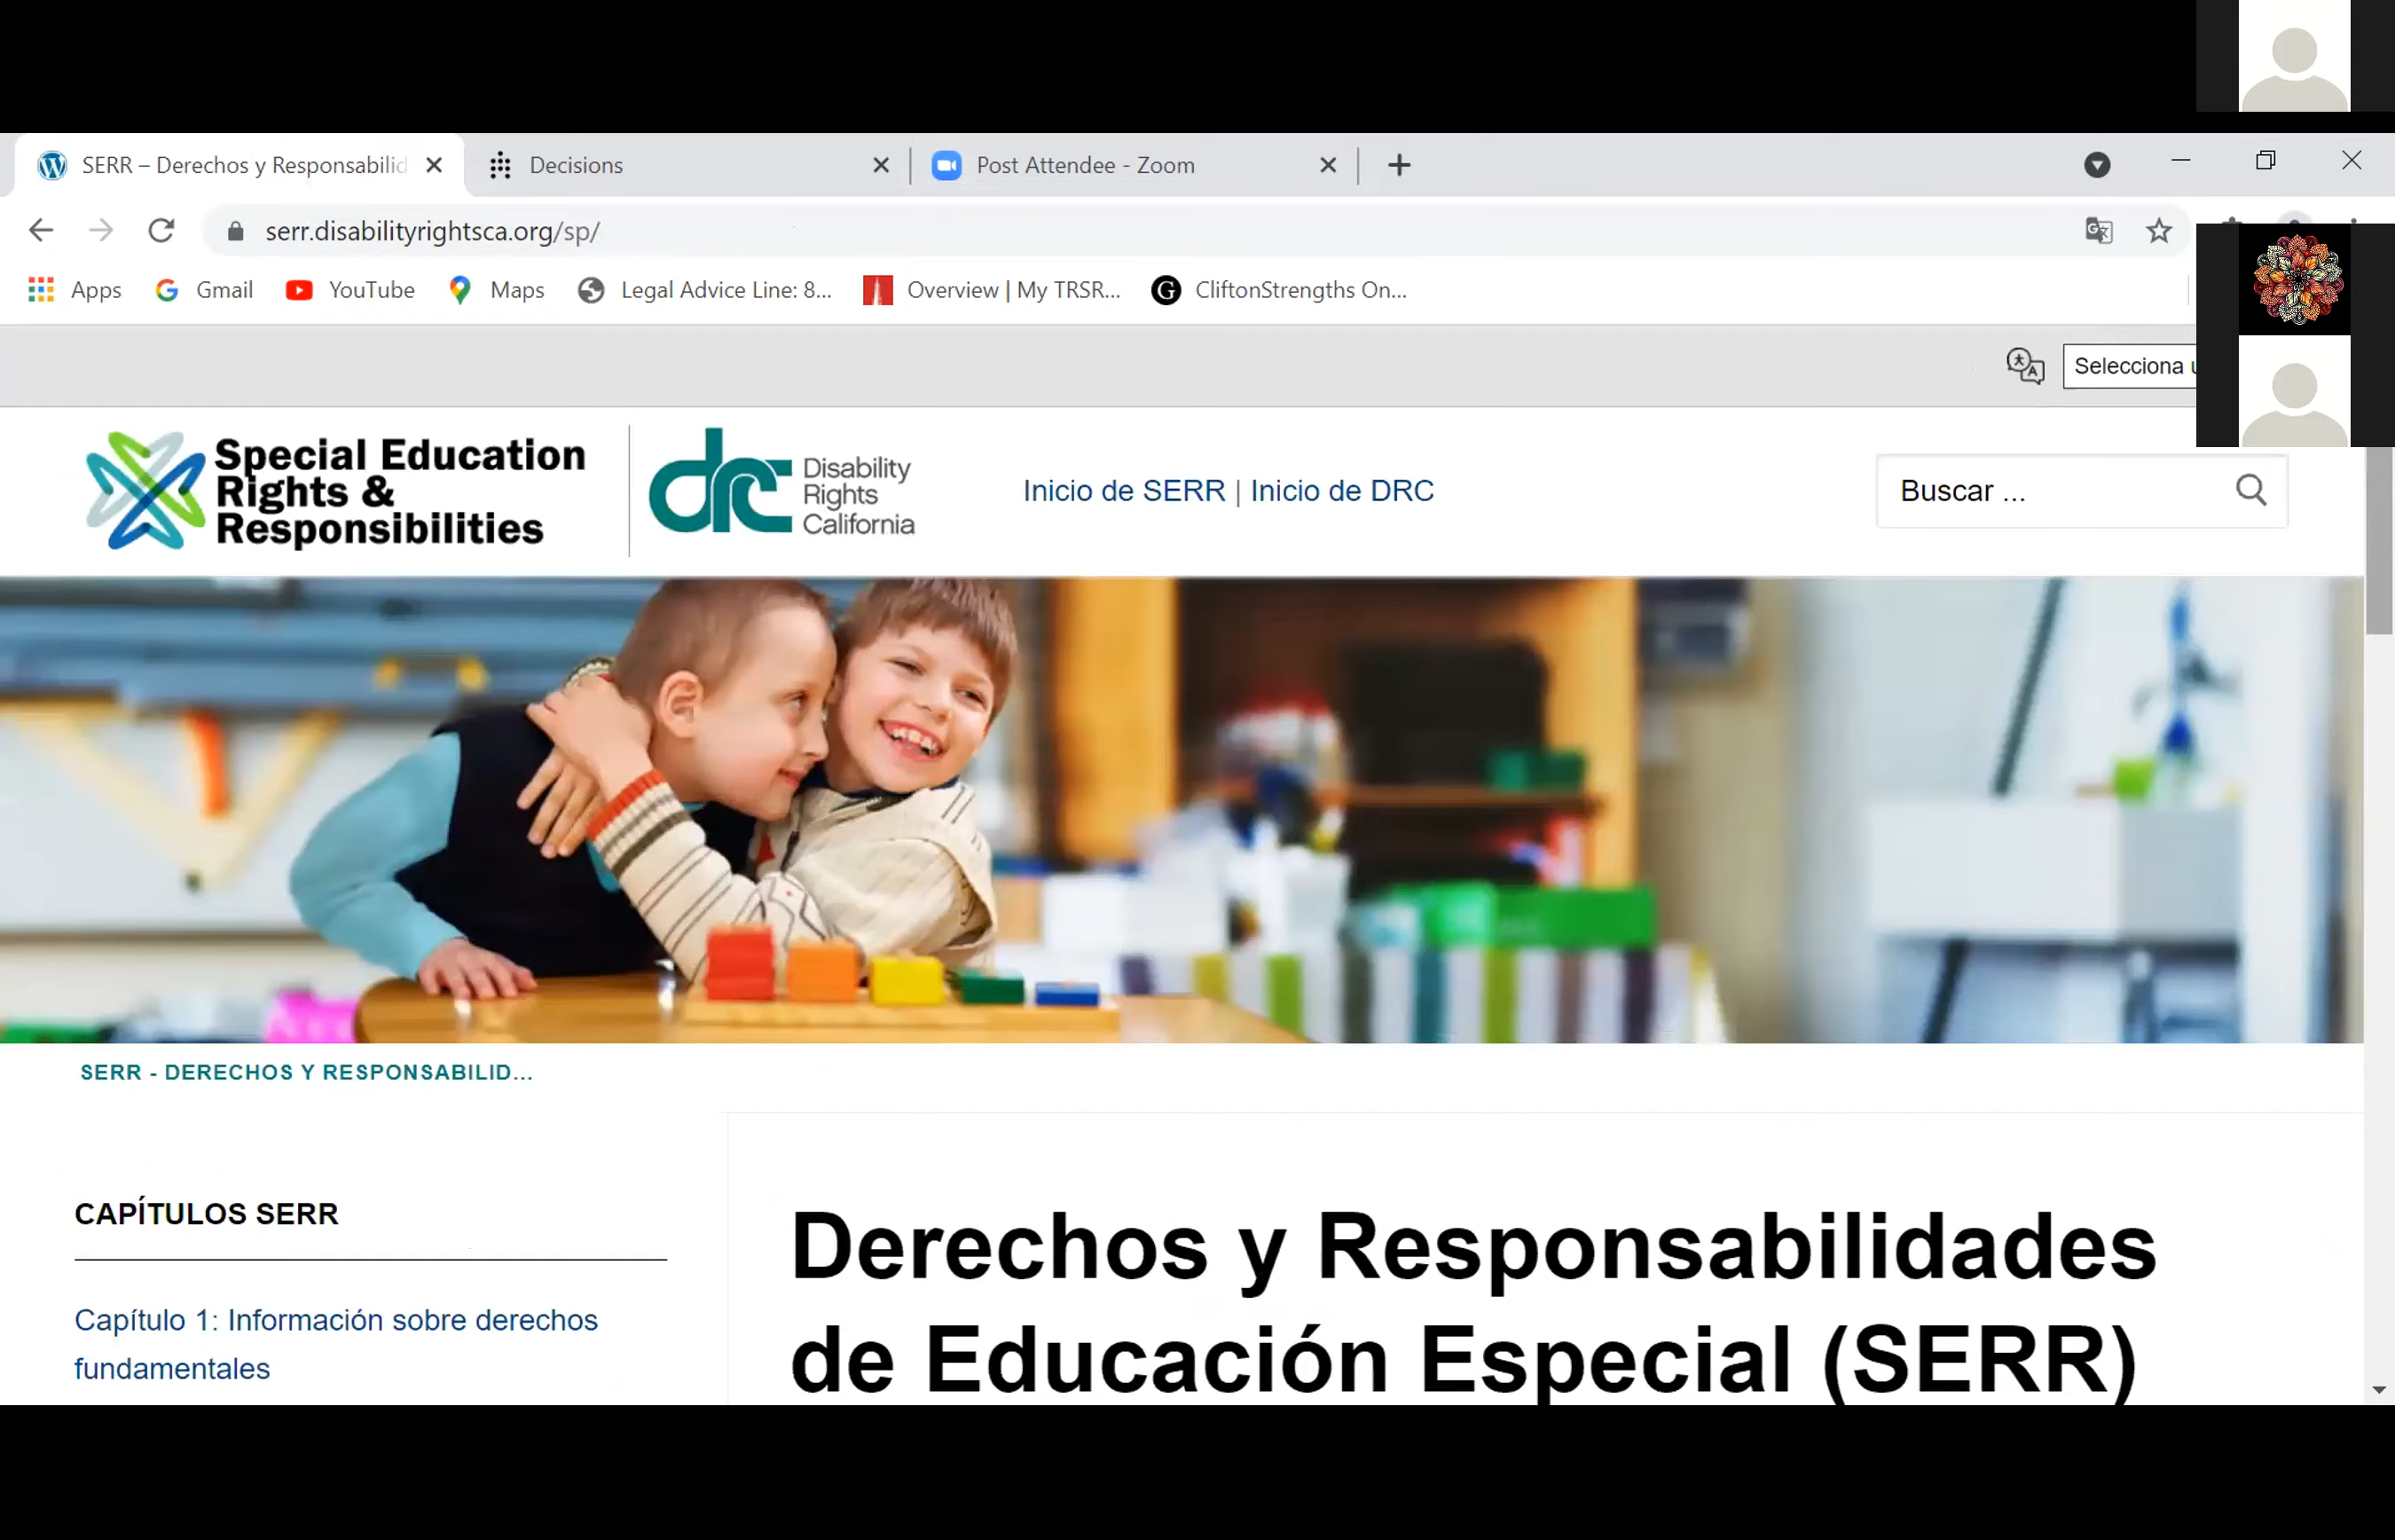 SERR – Derechos y Responsabilid
Decisions
Post Attendee - Zoom
serr.disabilityrightsca.org/sp/
Apps
Gmail
YouTube
Maps
Legal Advice Line: 8...
Overview | My TRSR...
CliftonStrengths On...
Selecciona
Special Education
Rights &
Responsibilities
drc
Disability
Rights
California
Inicio de SERR | Inicio de DRC
Buscar ...
SERR - DERECHOS Y RESPONSABILID...
CAPÍTULOS SERR
Capítulo 1: Información sobre derechos
fundamentales
Derechos y Responsabilidades
de Educación Especial (SERR)